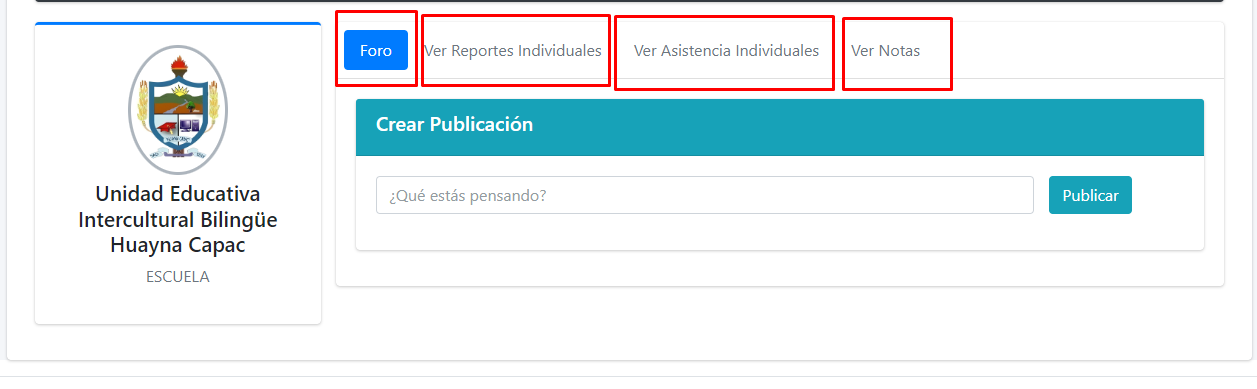 Unidad Educativa
Intercultural Bilingüe
Huayna Capac
ESCUELA
Foro
Ver Reportes Individuales
Ver Asistencia Individuales
Ver Notas
Crear Publicación
¿Qué estás pensando?
Publicar